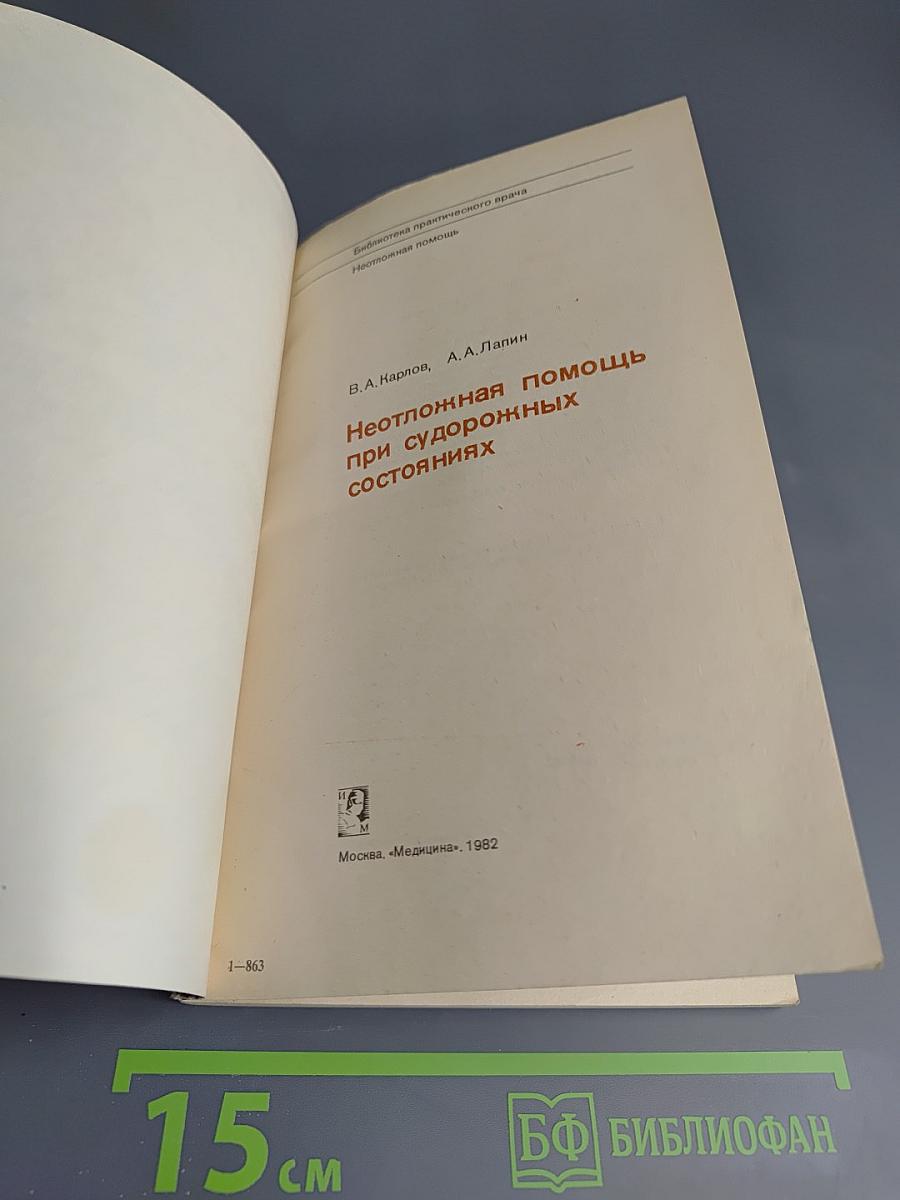 Библиотека практического врача
Неотложная помощь
В.А.Карлов, А.А.Лапин
Неотложная помощь
при судорожных
состояниях
И
М
Москва, «Медицина». 1982
1—863
15 см
БФ БИБЛИОФАН